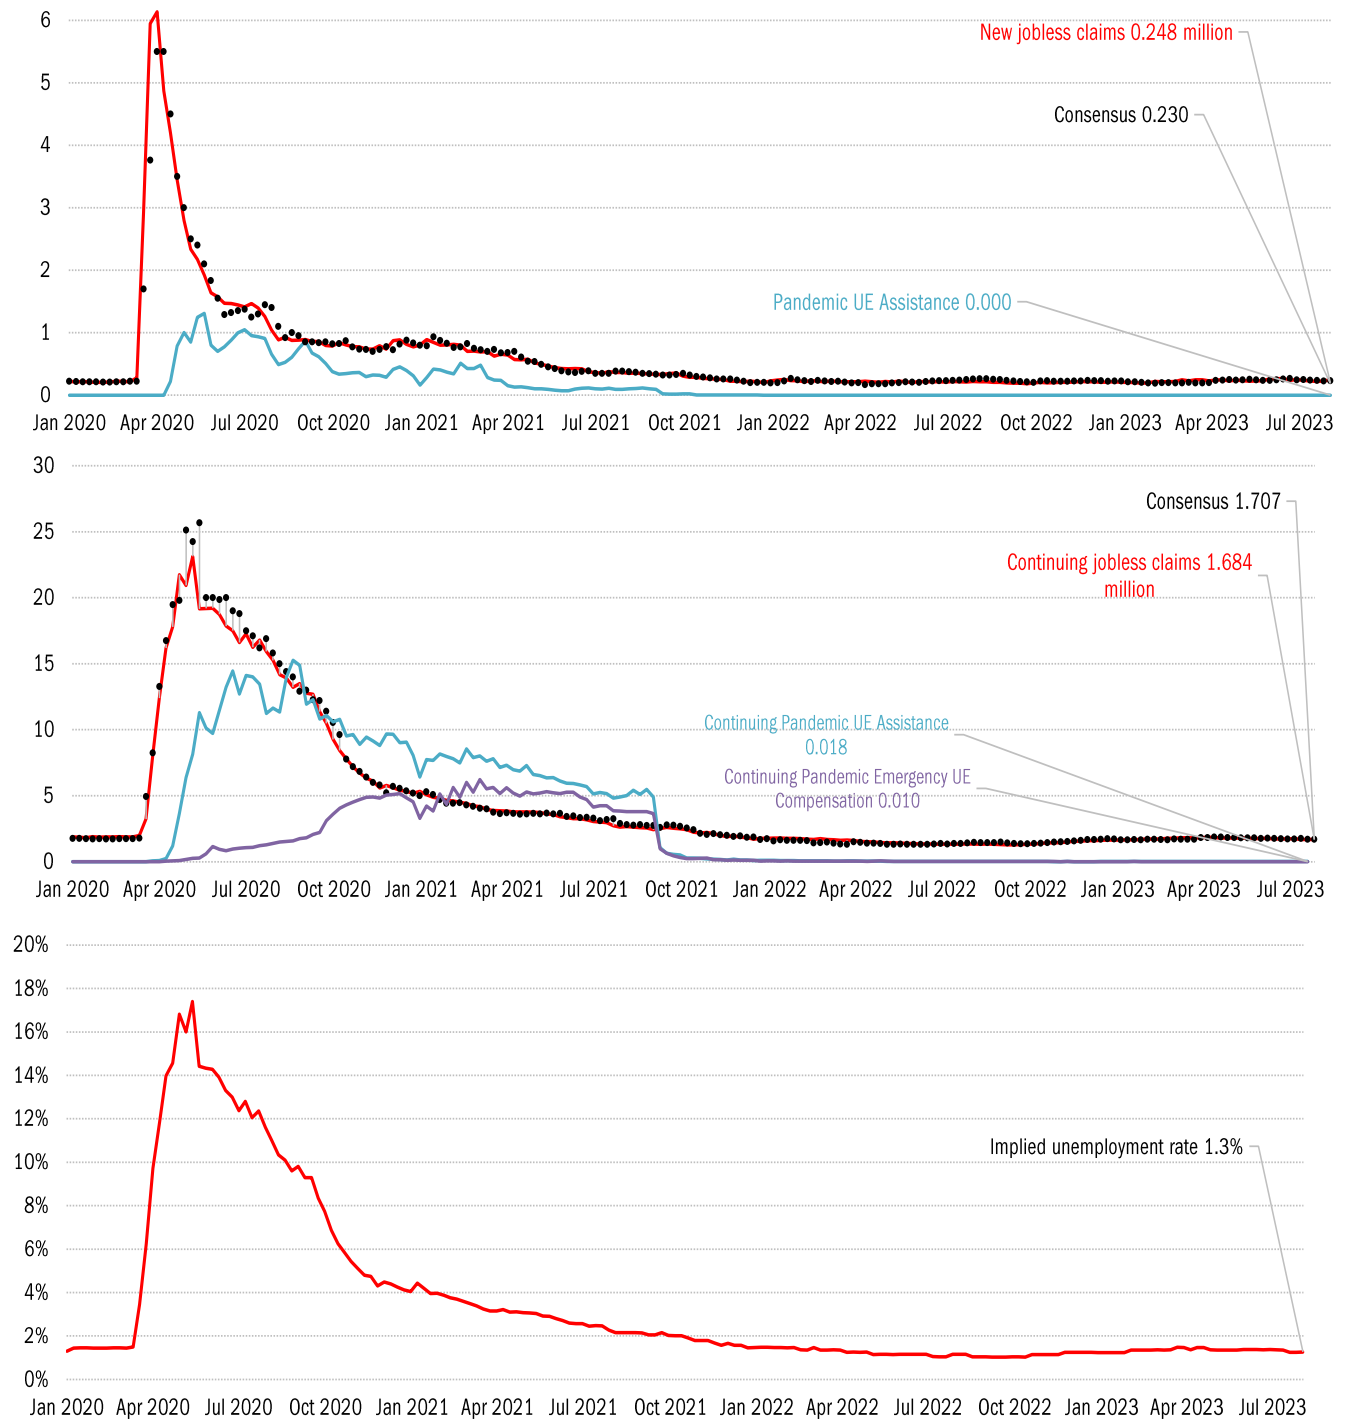 6
New jobless claims 0.248 million
5
Consensus 0.230
4
3
2
Pandemic UE Assistance 0.000
1
0
Jan 2020 Apr 2020 Jul 2020 Oct 2020 Jan 2021 Apr 2021 Jul 2021 Oct 2021 Jan 2022 Apr 2022 Jul 2022 Oct 2022 Jan 2023 Apr 2023 Jul 2023
30
Consensus 1.707
25
Continuing jobless claims 1.684
million
20
15
Continuing Pandemic UE Assistance
0.018
10
Continuing Pandemic Emergency UE
Compensation 0.010
5
0
Jan 2020 Apr 2020 Jul 2020 Oct 2020 Jan 2021 Apr 2021 Jul 2021 Oct 2021 Jan 2022 Apr 2022 Jul 2022 Oct 2022 Jan 2023 Apr 2023 Jul 2023
20%
18%
16%
14%
12%
Implied unemployment rate 1.3%
10%
8%
6%
4%
2%
0%
Jan 2020 Apr 2020 Jul 2020 Oct 2020 Jan 2021 Apr 2021 Jul 2021 Oct 2021 Jan 2022 Apr 2022 Jul 2022 Oct 2022 Jan 2023 Apr 2023 Jul 2023